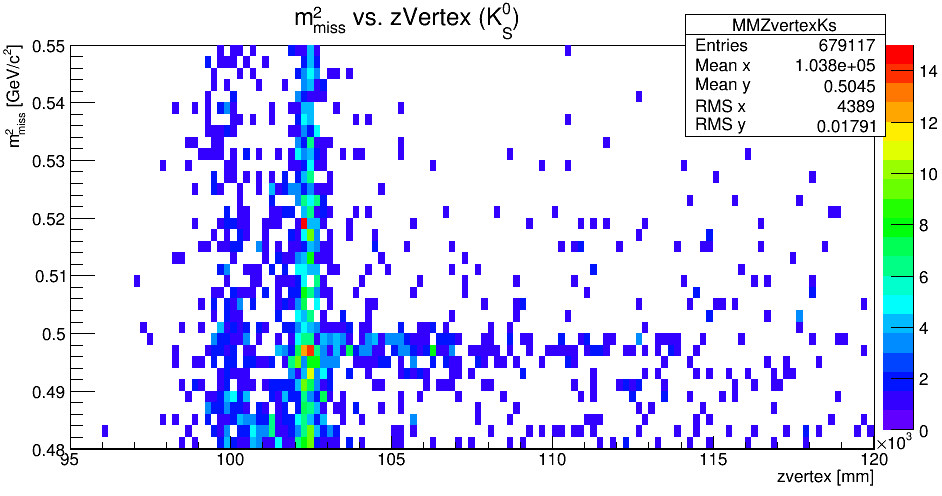 m²miss vs. zVertex (K⁰S)
MMZvertexKs
Entries 679117
Mean x 1.038e+05
Mean y 0.5045
RMS x 4389
RMS y 0.01791
m²miss [GeV/c²]
0.55
0.54
0.53
0.52
0.51
0.5
0.49
0.48
95 100 105 110 115 120
×10³
zvertex [mm]
14
12
10
8
6
4
2
0